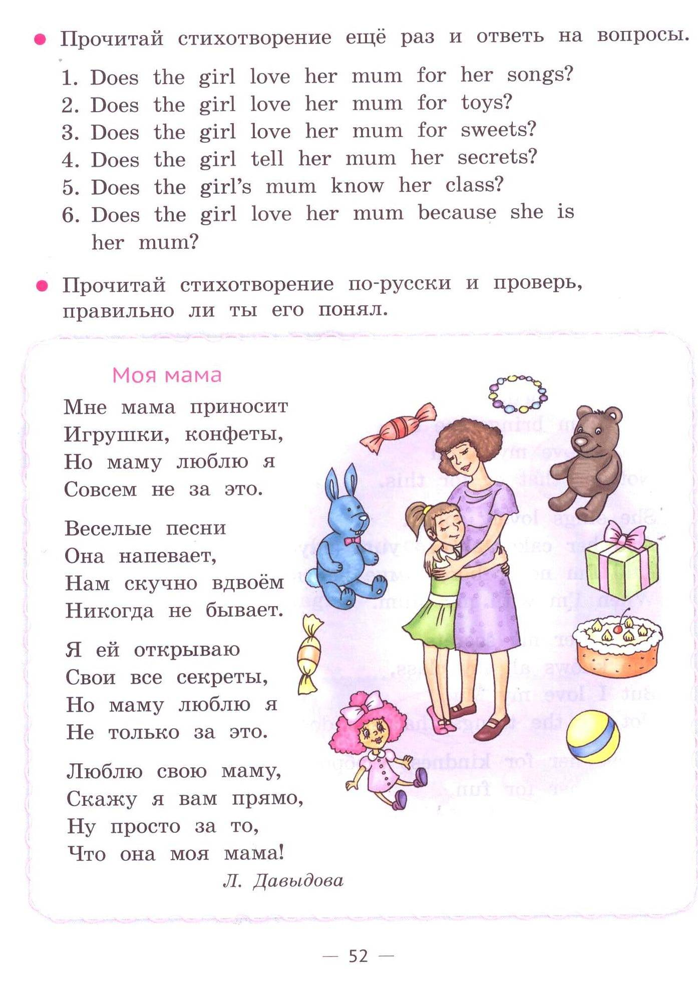 Прочитай стихотворение ещё раз и ответь на вопросы.
1. Does the girl love her mum for her songs?
2. Does the girl love her mum for toys?
3. Does the girl love her mum for sweets?
4. Does the girl tell her mum her secrets?
5. Does the girl's mum know her class?
6. Does the girl love her mum because she is
her mum?
Прочитай стихотворение по-русски и проверь,
правильно ли ты его понял.
Моя мама
Мне мама приносит
Игрушки, конфеты,
Но маму люблю я
Совсем не за это.
Веселые песни
Она напевает,
Нам скучно вдвоём
Никогда не бывает.
Я ей открываю
Свои все секреты,
Но маму люблю я
Не только за это.
Люблю свою маму,
Скажу я вам прямо,
Ну просто за то,
Что она моя мама!
Л. Давыдова
— 52 —